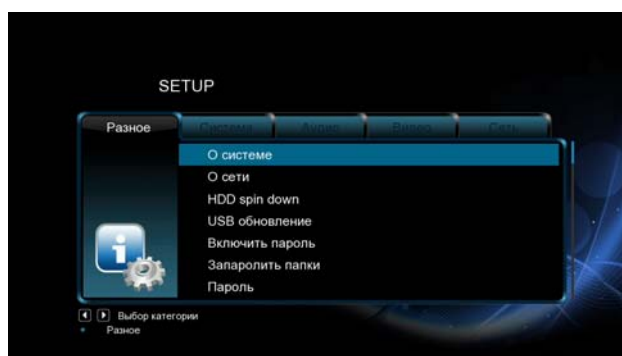 SETUP
Разное Система Аудио Видео Сеть
О системе
О сети
HDD spin down
USB обновление
Включить пароль
Запаролить папки
Пароль
Выбор категории
Разное